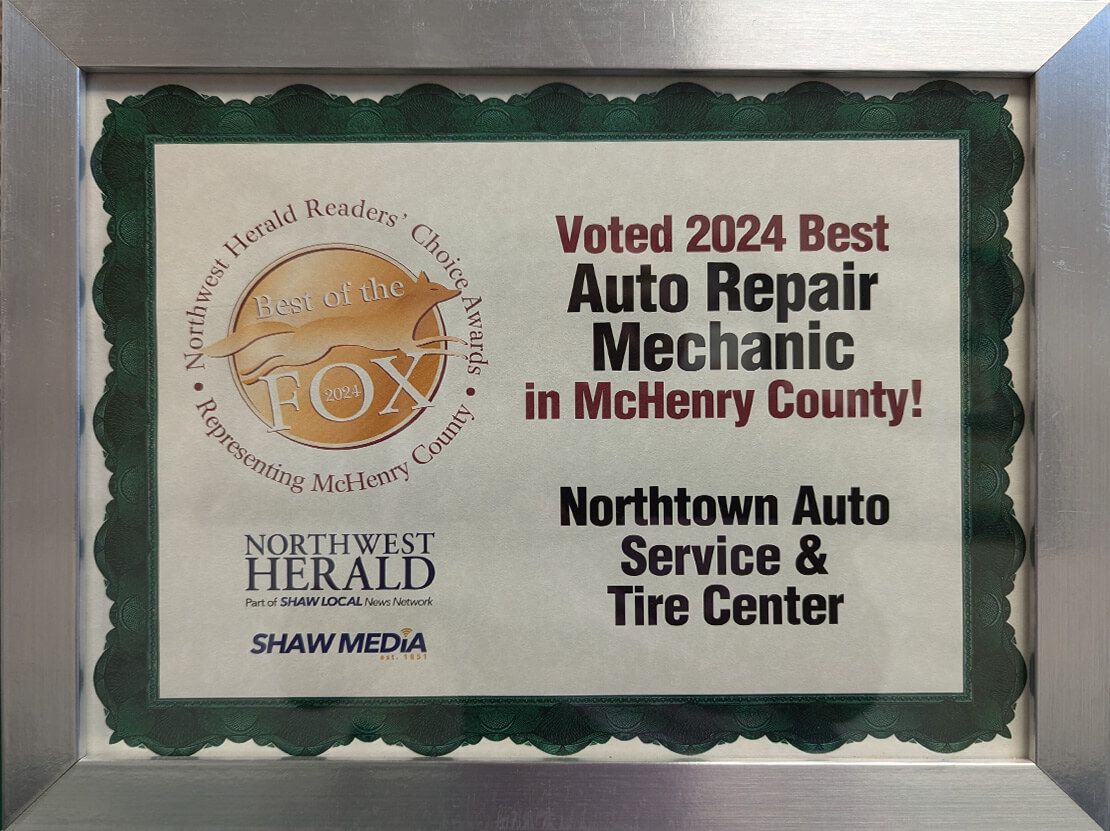 Northwest Herald Readers' Choice Awards
Best of the
FOX
2024
• Representing McHenry County •
NORTHWEST
HERALD
Part of SHAW LOCAL News Network
SHAW MEDIA
est. 1851
Voted 2024 Best
Auto Repair
Mechanic
in McHenry County!
Northtown Auto
Service &
Tire Center